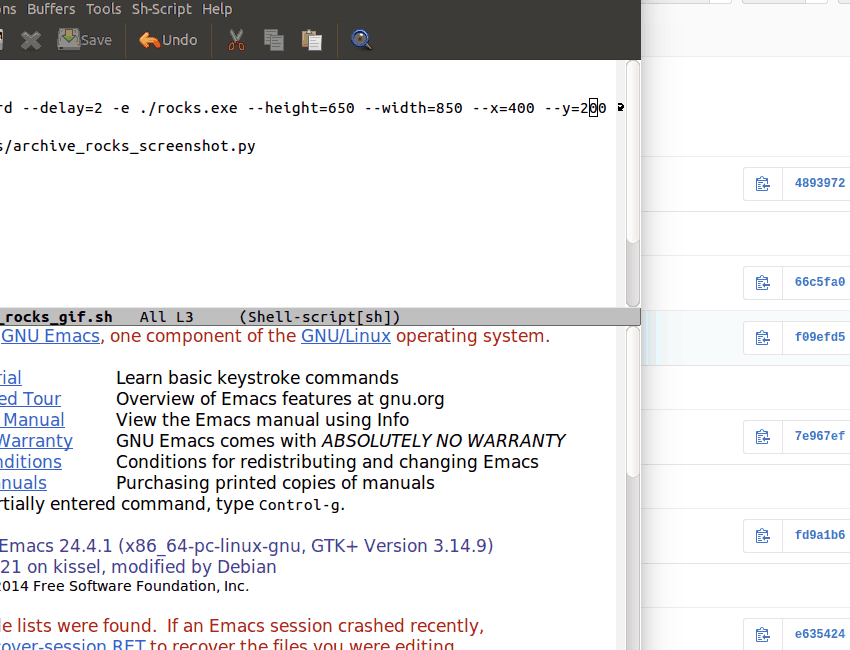 ns Buffers Tools Sh-Script Help
Save Undo
rd --delay=2 -e ./rocks.exe --height=650 --width=850 --x=400 --y=200
s/archive_rocks_screenshot.py
_rocks_gif.sh All L3 (Shell-script[sh])
GNU Emacs, one component of the GNU/Linux operating system.
rial Learn basic keystroke commands
ed Tour Overview of Emacs features at gnu.org
Manual View the Emacs manual using Info
Warranty GNU Emacs comes with ABSOLUTELY NO WARRANTY
nditions Conditions for redistributing and changing Emacs
nuals Purchasing printed copies of manuals
rtially entered command, type Control-g.
Emacs 24.4.1 (x86_64-pc-linux-gnu, GTK+ Version 3.14.9)
21 on kissel, modified by Debian
2014 Free Software Foundation, Inc.
le lists were found. If an Emacs session crashed recently,
over-session RET to recover the files you were editing.
4893972
66c5fa0
f09efd5
7e967ef
fd9a1b6
e635424